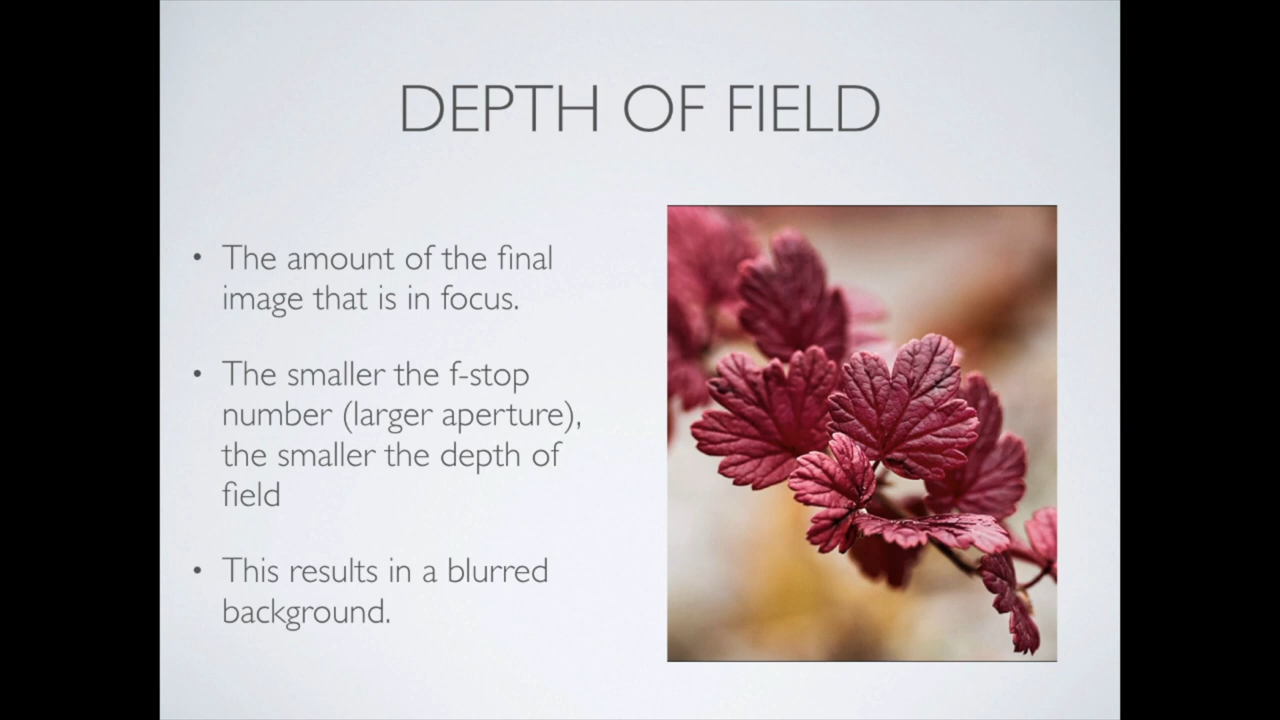 DEPTH OF FIELD
• The amount of the final
image that is in focus.
• The smaller the f-stop
number (larger aperture),
the smaller the depth of
field
• This results in a blurred
background.